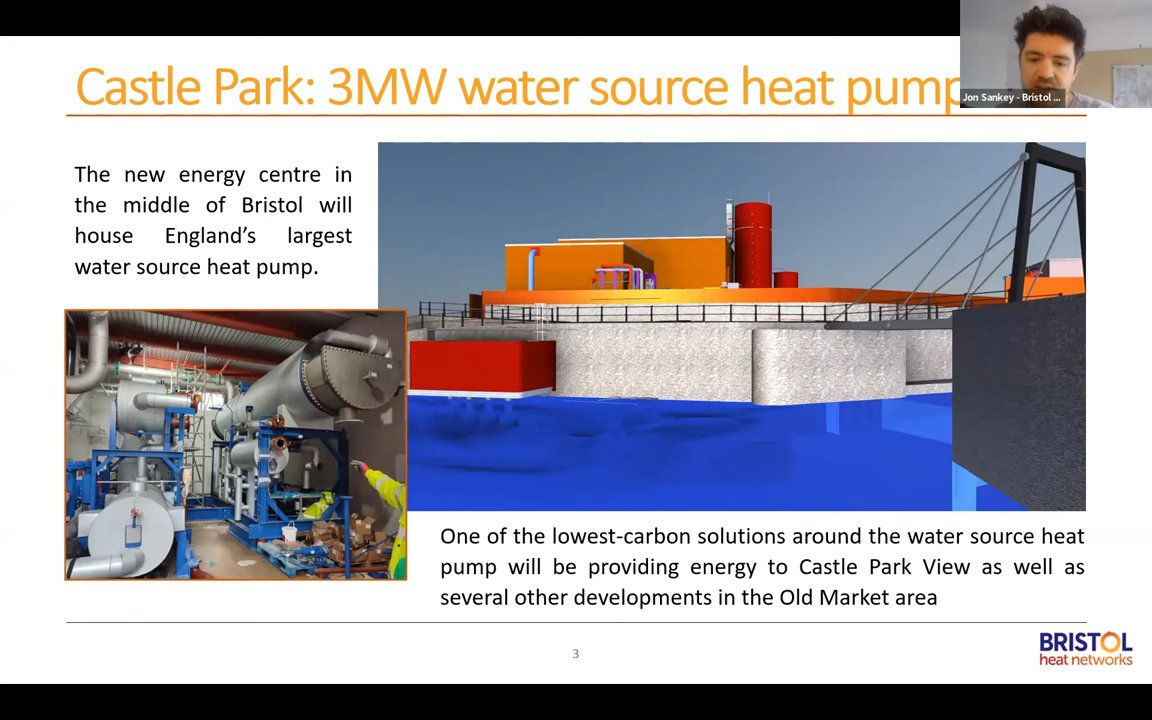 Castle Park: 3MW water source heat pump
Jon Sankey - Bristol ...
The new energy centre in
the middle of Bristol will
house England’s largest
water source heat pump.
One of the lowest-carbon solutions around the water source heat
pump will be providing energy to Castle Park View as well as
several other developments in the Old Market area
3
BRISTOL
heat networks